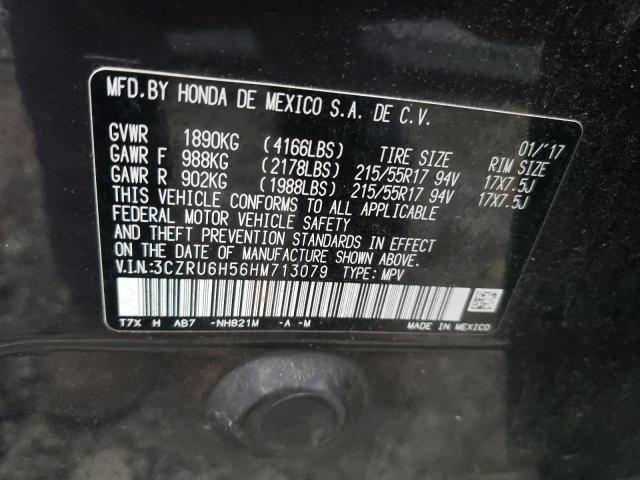 MFD.BY HONDA DE MEXICO S.A. DE C.V.
01/'17
GVWR 1890KG (4166LBS) TIRE SIZE RIM SIZE
GAWR F 988KG (2178LBS) 215/55R17 94V 17X7.5J
GAWR R 902KG (1988LBS) 215/55R17 94V 17X7.5J
THIS VEHICLE CONFORMS TO ALL APPLICABLE
FEDERAL MOTOR VEHICLE SAFETY
AND THEFT PREVENTION STANDARDS IN EFFECT
ON THE DATE OF MANUFACTURE SHOWN ABOVE.
V.I.N.:3CZRU6H56HM713079 TYPE: MPV
T7X H AB7 -NH821M -A -M MADE IN MEXICO